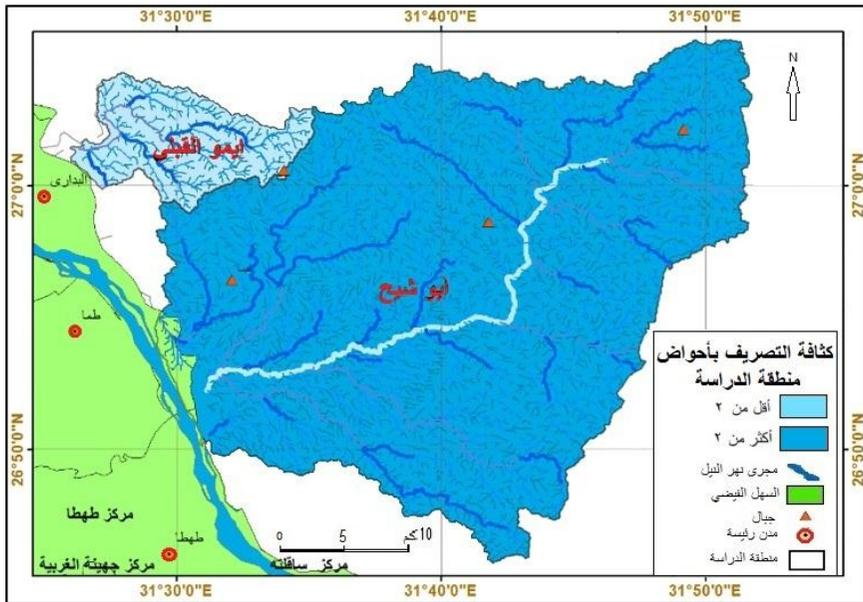 31°30'0"E
31°40'0"E
31°50'0"E
N
ايمو القبلى
27°0'0"N
27°0'0"N
البدارى
ابو شيح
طما
كثافة التصريف بأحواض
منطقة الدراسة
أقل من ٢
أكثر من ٢
مجرى نهر النيل
السهل الفيضي
جبال
مدن رئيسة
منطقة الدراسة
26°50'0"N
26°50'0"N
مركز طهطا
طهطا
0 5 10كم
مركز جهينة الغربية
مركز ساقلته
31°30'0"E
31°40'0"E
31°50'0"E